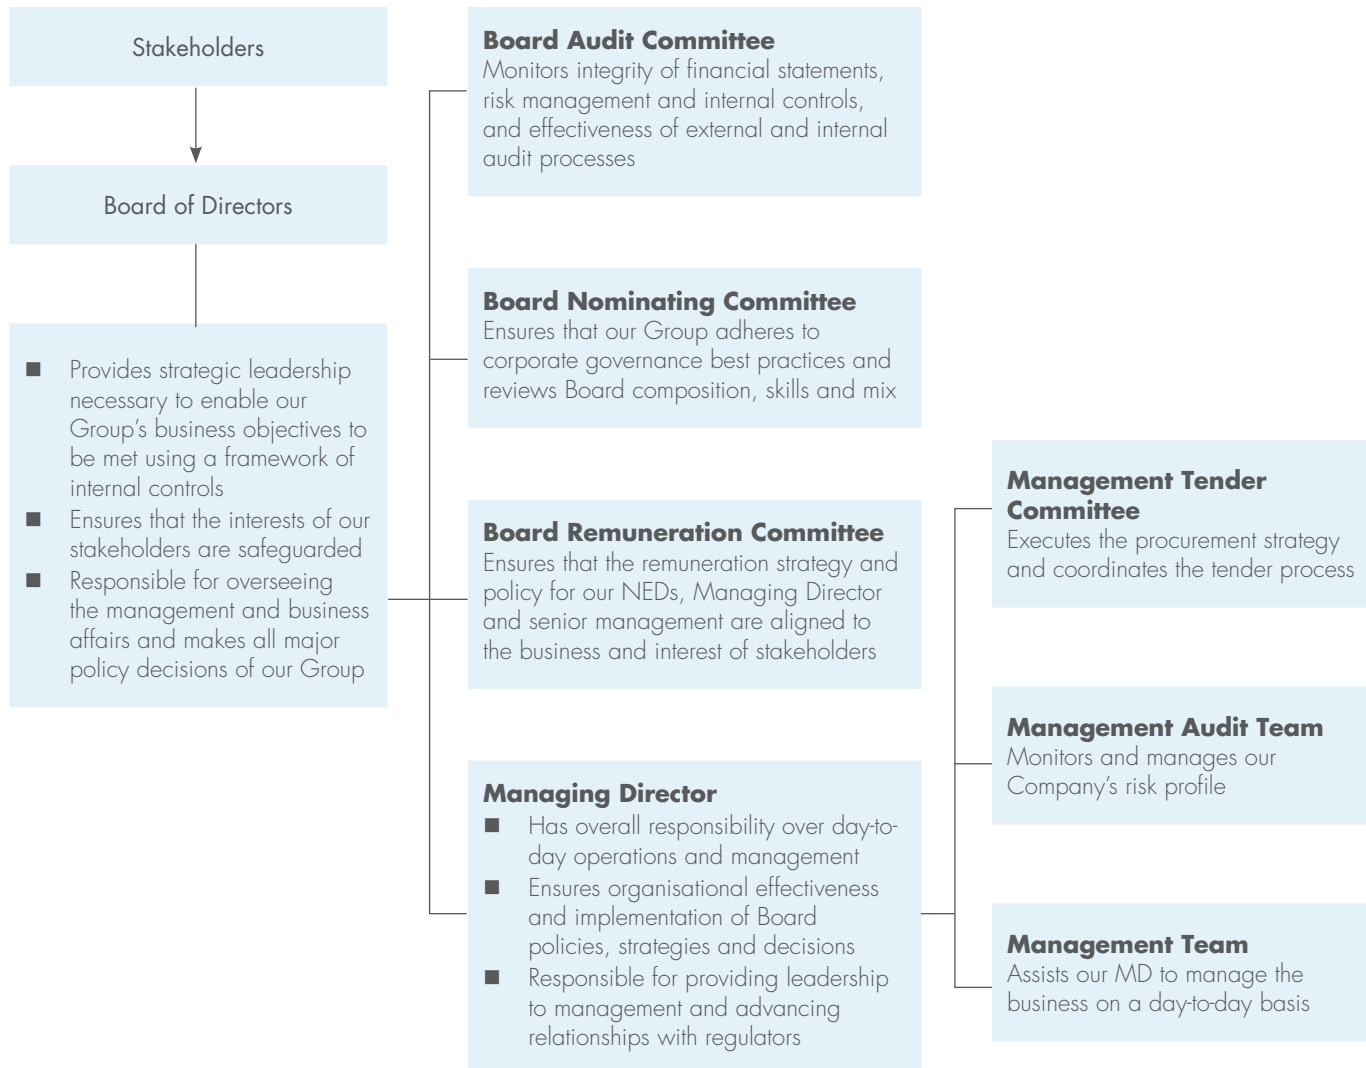 Stakeholders
Board of Directors
■ Provides strategic leadership
necessary to enable our
Group’s business objectives to
be met using a framework of
internal controls
■ Ensures that the interests of our
stakeholders are safeguarded
■ Responsible for overseeing
the management and business
affairs and makes all major
policy decisions of our Group
Board Audit Committee
Monitors integrity of financial statements,
risk management and internal controls,
and effectiveness of external and internal
audit processes
Board Nominating Committee
Ensures that our Group adheres to
corporate governance best practices and
reviews Board composition, skills and mix
Board Remuneration Committee
Ensures that the remuneration strategy and
policy for our NEDs, Managing Director
and senior management are aligned to
the business and interest of stakeholders
Managing Director
■ Has overall responsibility over day-to-
day operations and management
■ Ensures organisational effectiveness
and implementation of Board
policies, strategies and decisions
■ Responsible for providing leadership
to management and advancing
relationships with regulators
Management Tender
Committee
Executes the procurement strategy
and coordinates the tender process
Management Audit Team
Monitors and manages our
Company’s risk profile
Management Team
Assists our MD to manage the
business on a day-to-day basis